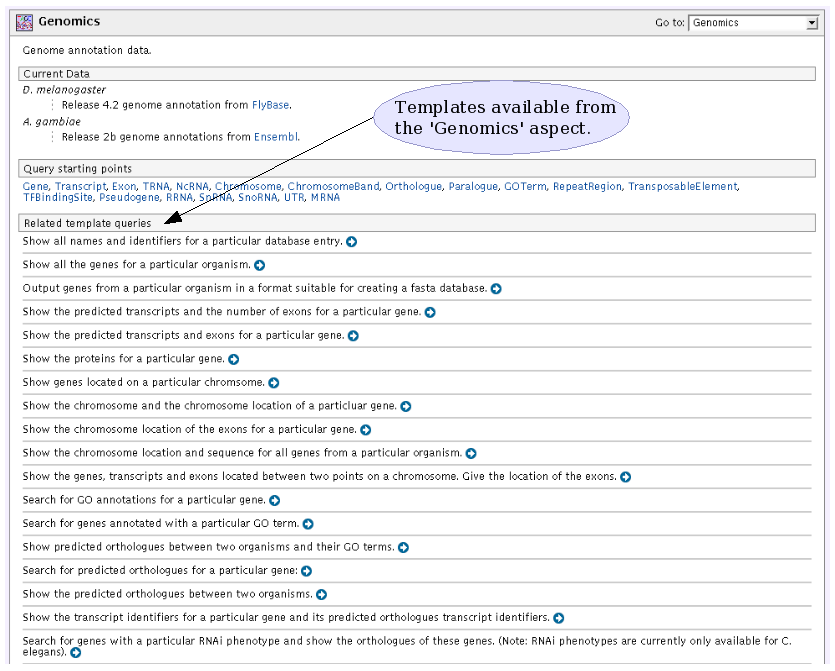 Genomics
Go to: Genomics
Genome annotation data.
Current Data
D. melanogaster
Release 4.2 genome annotation from FlyBase.
A. gambiae
Release 2b genome annotations from Ensembl.
Templates available from
the 'Genomics' aspect.
Query starting points
Gene, Transcript, Exon, TRNA, NcRNA, Chromosome, ChromosomeBand, Orthologue, Paralogue, GOTerm, RepeatRegion, TransposableElement,
TFBindingSite, Pseudogene, RRNA, SnRNA, SnoRNA, UTR, MRNA
Related template queries
Show all names and identifiers for a particular database entry.
Show all the genes for a particular organism.
Output genes from a particular organism in a format suitable for creating a fasta database.
Show the predicted transcripts and the number of exons for a particular gene.
Show the predicted transcripts and exons for a particular gene.
Show the proteins for a particular gene.
Show genes located on a particular chromsome.
Show the chromosome and the chromosome location of a particluar gene.
Show the chromosome location of the exons for a particular gene.
Show the chromosome location and sequence for all genes from a particular organism.
Show the genes, transcripts and exons located between two points on a chromosome. Give the location of the exons.
Search for GO annotations for a particular gene.
Search for genes annotated with a particular GO term.
Show predicted orthologues between two organisms and their GO terms.
Search for predicted orthologues for a particular gene:
Show the predicted orthologues between two organisms.
Show the transcript identifiers for a particular gene and its predicted orthologues transcript identifiers.
Search for genes with a particular RNAi phenotype and show the orthologues of these genes. (Note: RNAi phenotypes are currently only available for C.
elegans).